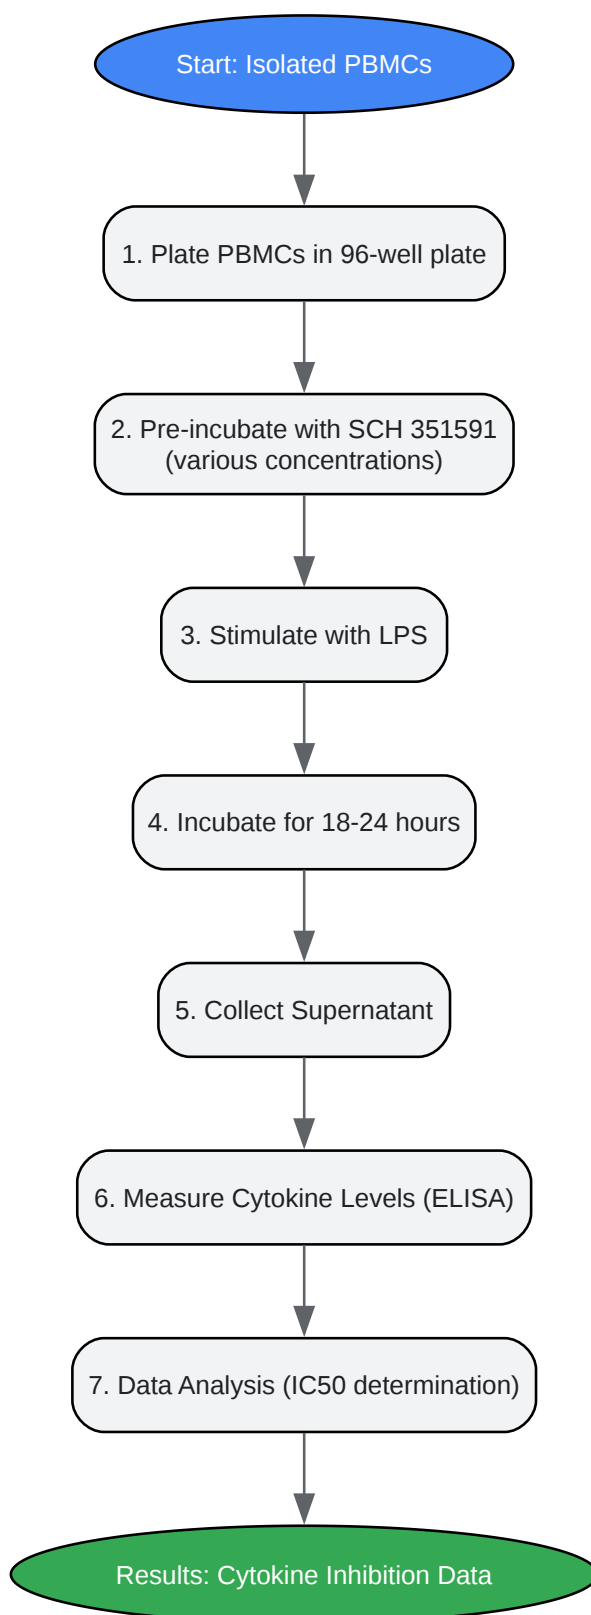 Start: Isolated PBMCs
1. Plate PBMCs in 96-well plate
2. Pre-incubate with SCH 351591
(various concentrations)
3. Stimulate with LPS
4. Incubate for 18-24 hours
5. Collect Supernatant
6. Measure Cytokine Levels (ELISA)
7. Data Analysis (IC50 determination)
Results: Cytokine Inhibition Data